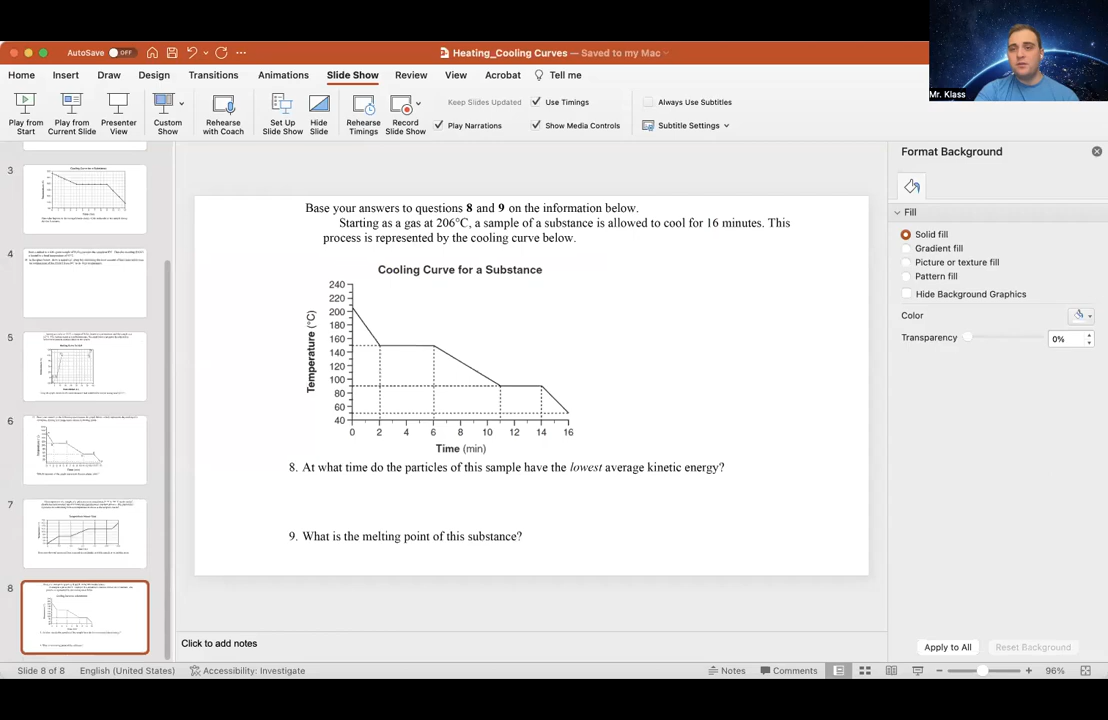 AutoSave OFF
Heating_Cooling Curves — Saved to my Mac
Mr. Klass
Home Insert Draw Design Transitions Animations Slide Show Review View Acrobat Tell me
Play from Start
Play from Current Slide
Presenter View
Custom Show
Rehearse with Coach
Set Up Slide Show
Hide Slide
Rehearse Timings
Record Slide Show
Keep Slides Updated
Use Timings
Always Use Subtitles
Play Narrations
Show Media Controls
Subtitle Settings
3
4
5
6
7
8
Base your answers to questions 8 and 9 on the information below.
Starting as a gas at 206°C, a sample of a substance is allowed to cool for 16 minutes. This
process is represented by the cooling curve below.
Cooling Curve for a Substance
Temperature (°C)
240
220
200
180
160
140
120
100
80
60
40
0 2 4 6 8 10 12 14 16
Time (min)
8. At what time do the particles of this sample have the lowest average kinetic energy?
9. What is the melting point of this substance?
Click to add notes
Format Background
Fill
Solid fill
Gradient fill
Picture or texture fill
Pattern fill
Hide Background Graphics
Color
Transparency 0%
Apply to All Reset Background
Slide 8 of 8 English (United States) Accessibility: Investigate Notes Comments 96%